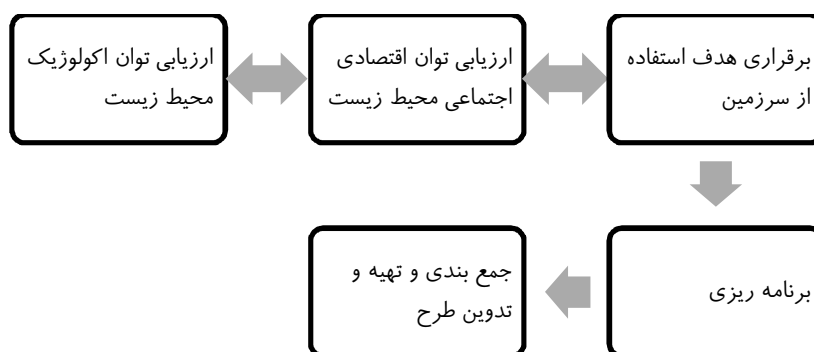 برقراری هدف استفاده
از سرزمین
ارزیابی توان اقتصادی
اجتماعی محیط زیست
ارزیابی توان اکولوژیک
محیط زیست
برنامه ریزی
جمع بندی و تهیه و
تدوین طرح